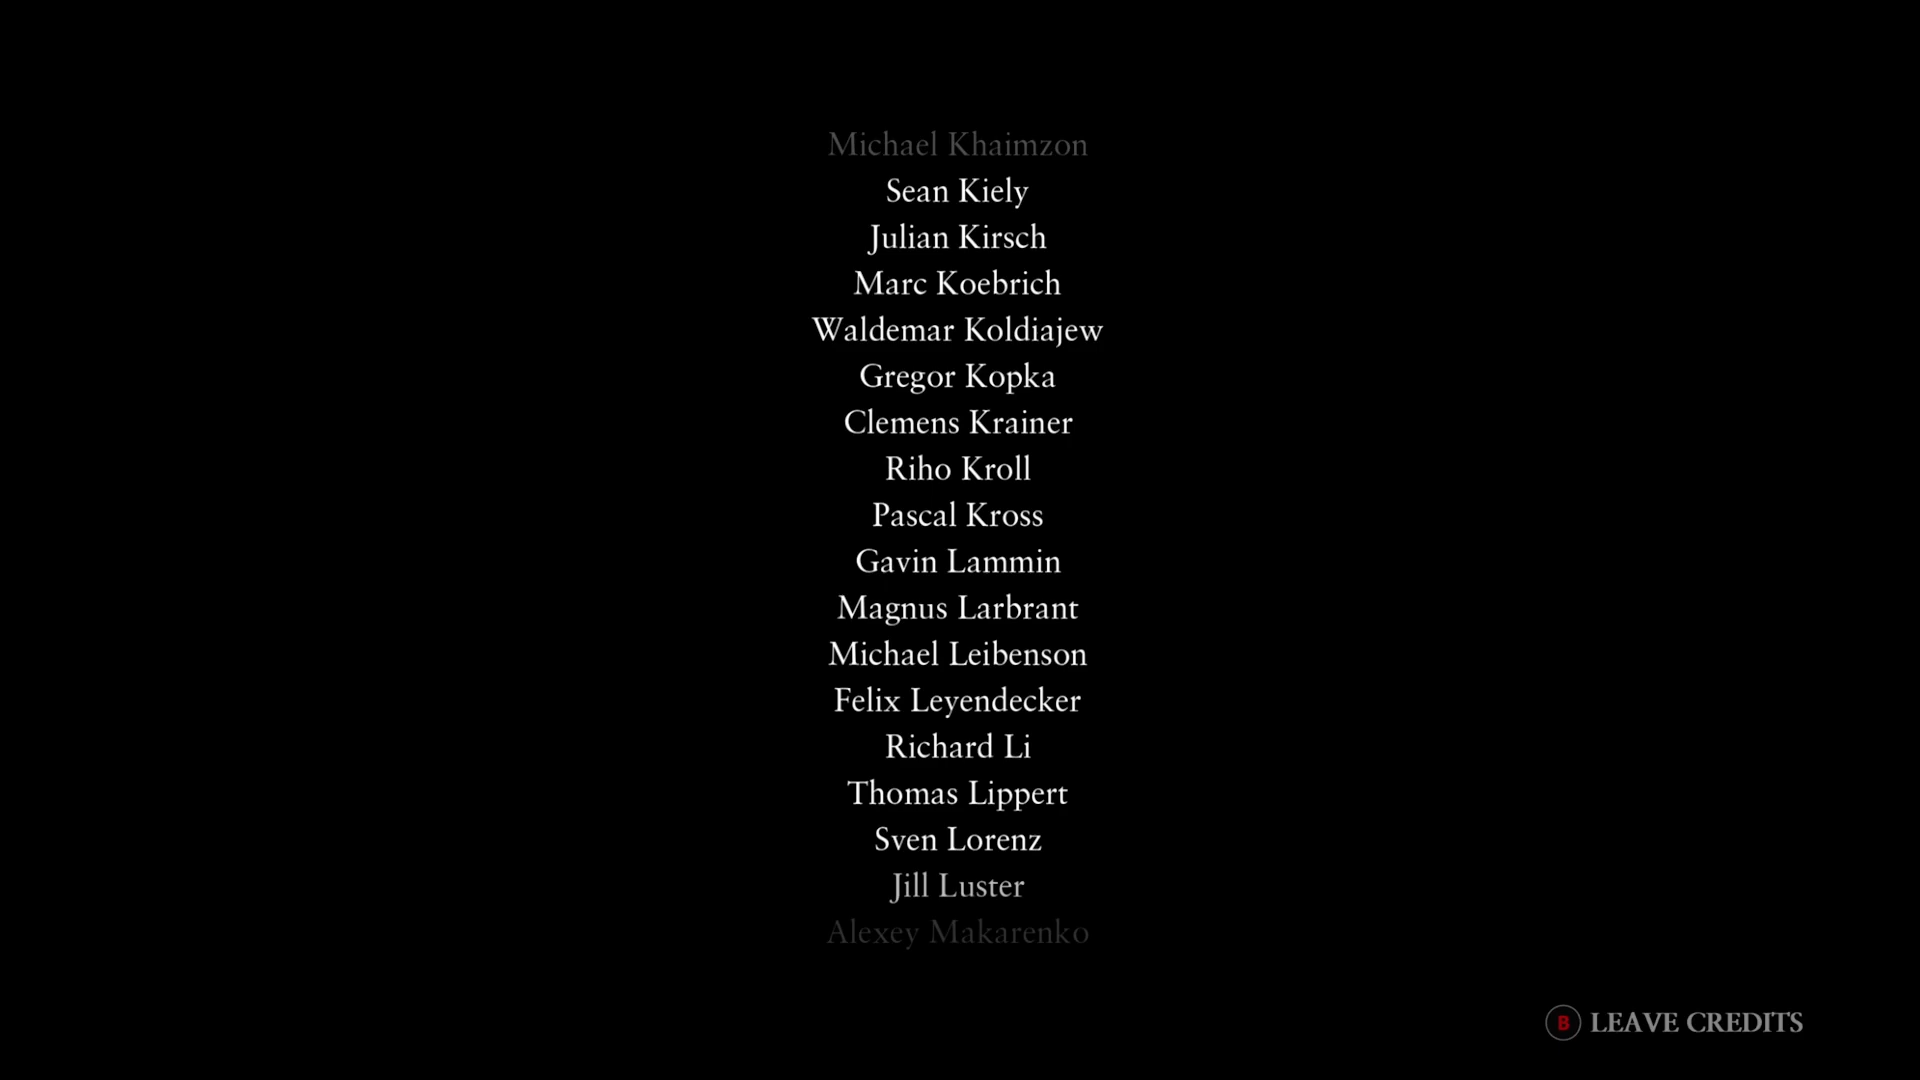 Michael Khaimzon
Sean Kiely
Julian Kirsch
Marc Koebrich
Waldemar Koldiajew
Gregor Kopka
Clemens Krainer
Riho Kroll
Pascal Kross
Gavin Lammin
Magnus Larbrant
Michael Leibenson
Felix Leyendecker
Richard Li
Thomas Lippert
Sven Lorenz
Jill Luster
Alexey Makarenko
B LEAVE CREDITS